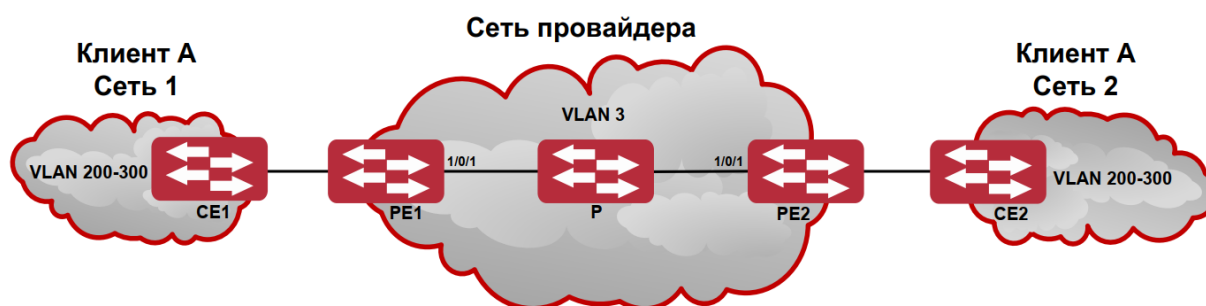 Сеть провайдера
Клиент А
Сеть 1
Клиент А
Сеть 2
VLAN 3
VLAN 200-300
1/0/1
1/0/1
VLAN 200-300
CE1
PE1
P
PE2
CE2